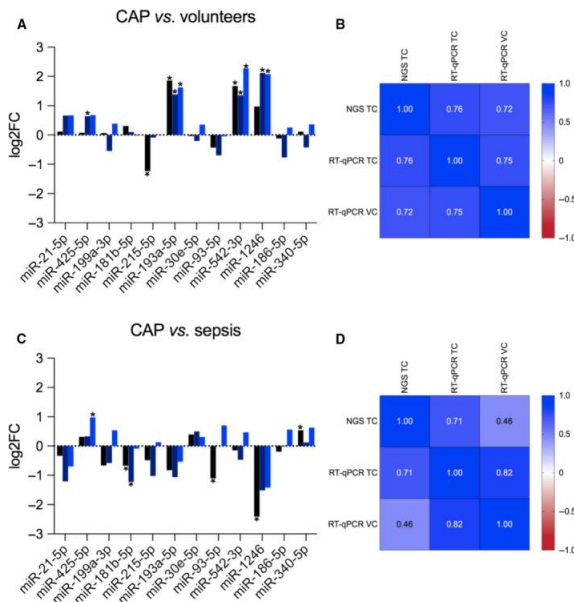 A
CAP vs. volunteers
log2FC
3
2
1
0
−1
−2
−3
* * * * * * * * * * *
miR-21-5p
miR-425-5p
miR-199a-3p
miR-181b-5p
miR-215-5p
miR-193a-5p
miR-30e-5p
miR-93-5p
miR-542-3p
miR-1246
miR-186-5p
miR-340-5p
B
NGS TC
RT-qPCR TC
RT-qPCR VC
NGS TC 1.00 0.76 0.72
RT-qPCR TC 0.76 1.00 0.75
RT-qPCR VC 0.72 0.75 1.00
1.0
0.5
0
-0.5
-1.0
C
CAP vs. sepsis
log2FC
3
2
1
0
−1
−2
−3
* * * * * *
miR-21-5p
miR-425-5p
miR-199a-3p
miR-181b-5p
miR-215-5p
miR-193a-5p
miR-30e-5p
miR-93-5p
miR-542-3p
miR-1246
miR-186-5p
miR-340-5p
D
NGS TC
RT-qPCR TC
RT-qPCR VC
NGS TC 1.00 0.71 0.46
RT-qPCR TC 0.71 1.00 0.82
RT-qPCR VC 0.46 0.82 1.00
1.0
0.5
0
-0.5
-1.0